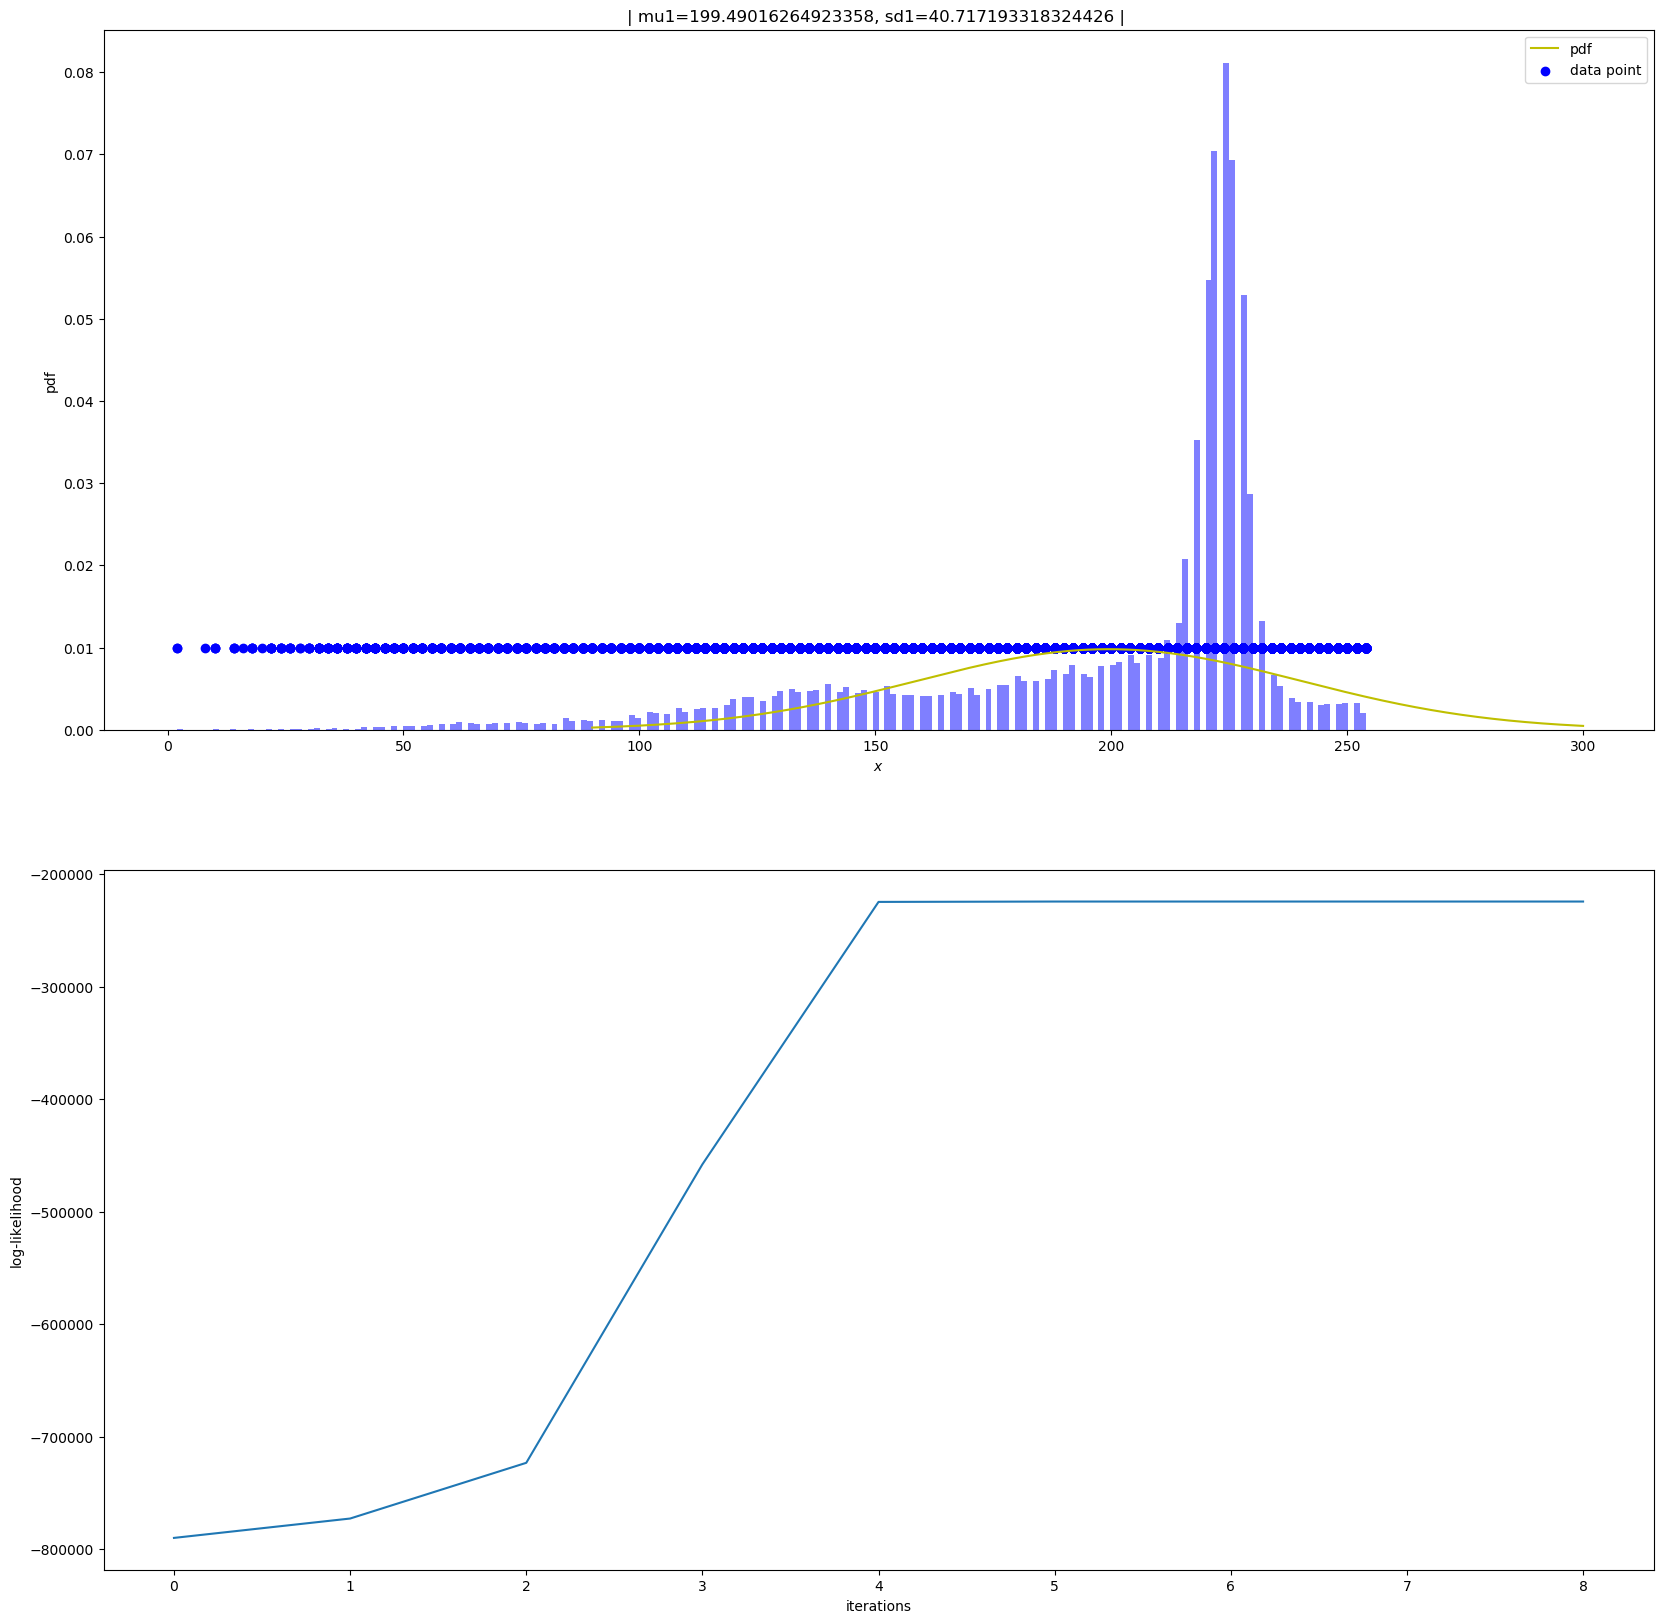 | mu1=199.49016264923358, sd1=40.717193318324426 |
pdf
data point
0.08
0.07
0.06
0.05
0.04
0.03
0.02
0.01
0.00
pdf
0 50 100 150 200 250 300
x
−200000
−300000
−400000
−500000
−600000
−700000
−800000
log-likelihood
0 1 2 3 4 5 6 7 8
iterations